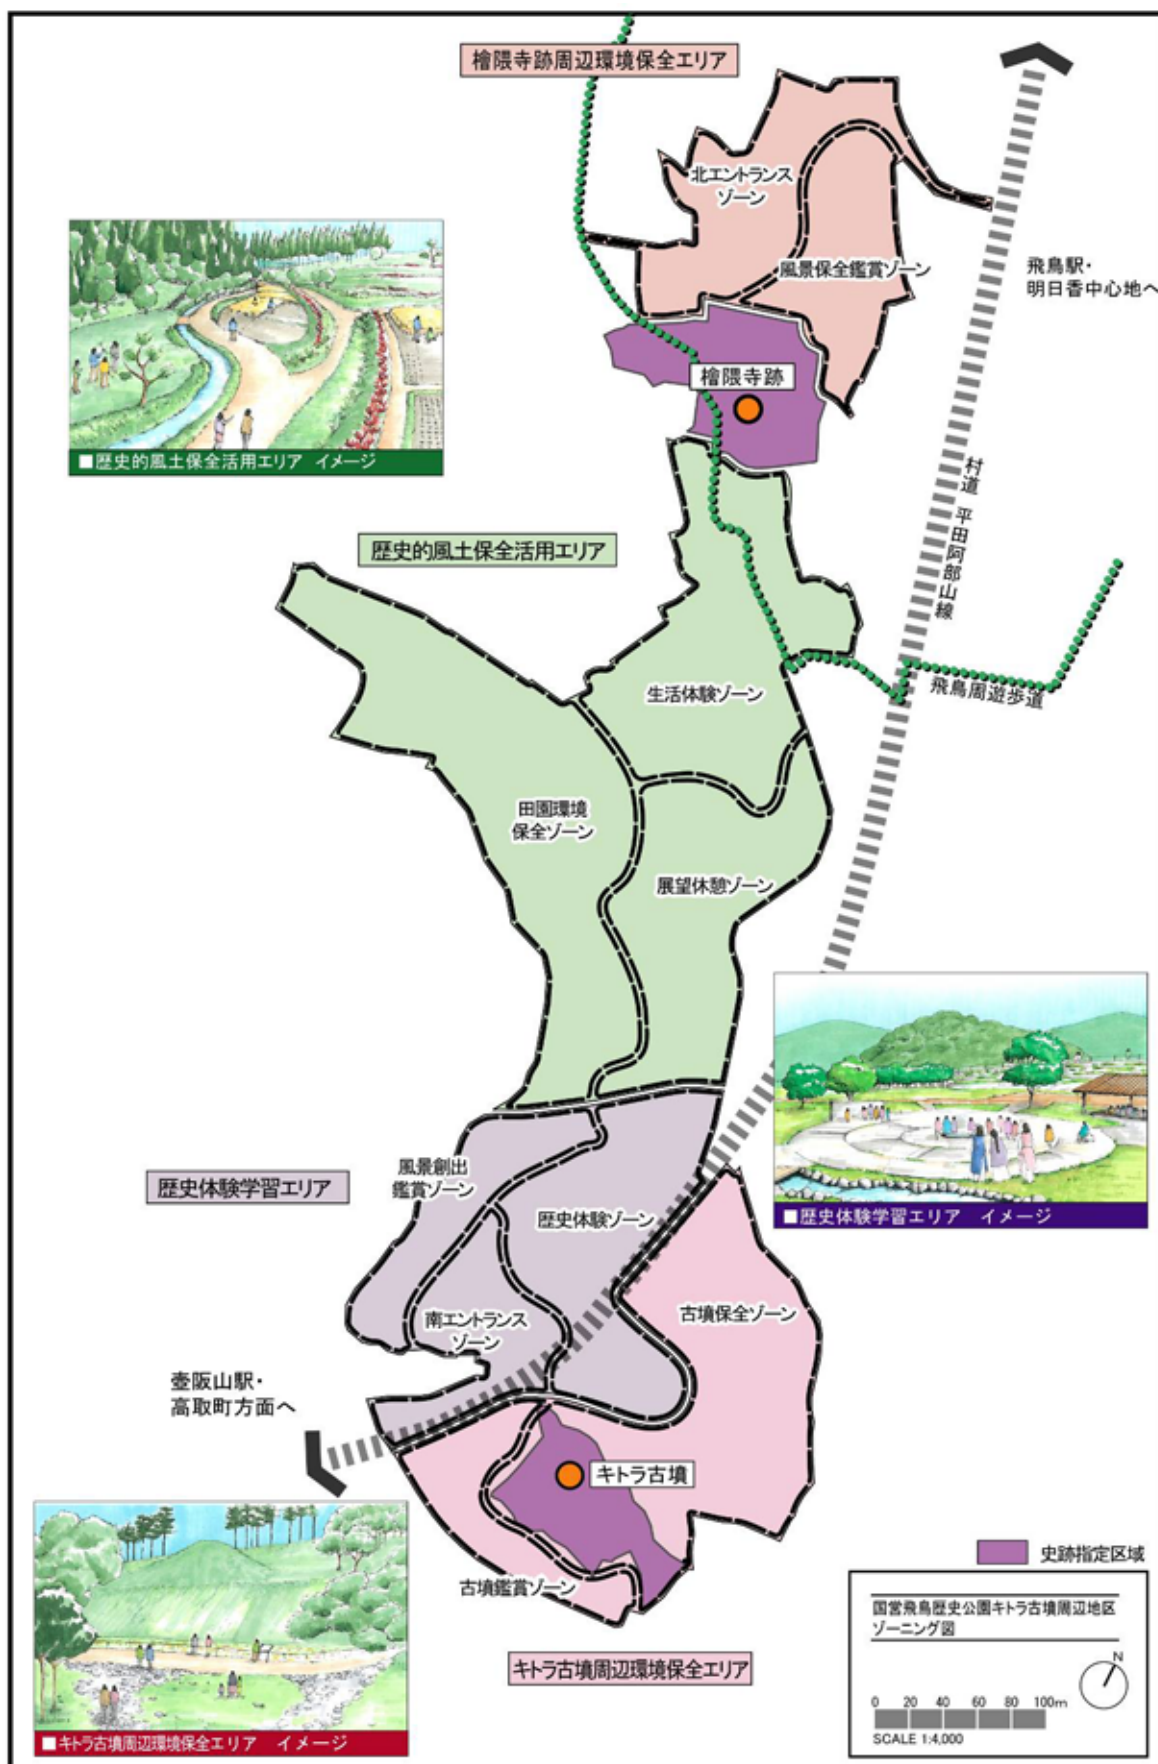 檜隈寺跡周辺環境保全エリア
北エントランス
ゾーン
風景保全鑑賞ゾーン
飛鳥駅・
明日香中心地へ
檜隈寺跡
■歴史的風土保全活用エリア　イメージ
村道　平田阿部山線
歴史的風土保全活用エリア
飛鳥周遊歩道
生活体験ゾーン
田園環境
保全ゾーン
展望休憩ゾーン
風景創出
鑑賞ゾーン
歴史体験学習エリア
歴史体験ゾーン
■歴史体験学習エリア　イメージ
南エントランス
ゾーン
古墳保全ゾーン
壺阪山駅・
高取町方面へ
キトラ古墳
古墳鑑賞ゾーン
史跡指定区域
国営飛鳥歴史公園キトラ古墳周辺地区
ゾーニング図
キトラ古墳周辺環境保全エリア
N
0 20 40 60 80 100m
SCALE 1:4,000
■キトラ古墳周辺環境保全エリア　イメージ